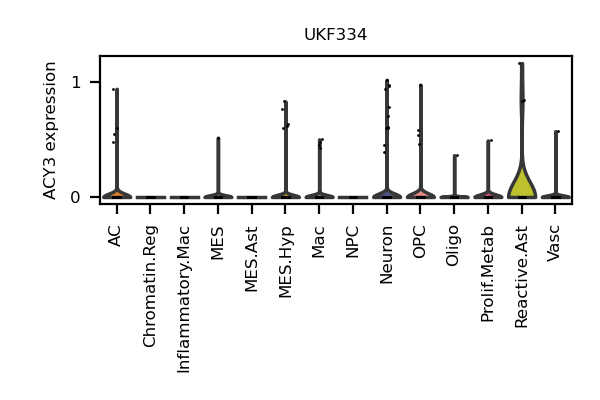 UKF334
ACY3 expression
1
0
AC
Chromatin.Reg
Inflammatory.Mac
MES
MES.Ast
MES.Hyp
Mac
NPC
Neuron
OPC
Oligo
Prolif.Metab
Reactive.Ast
Vasc